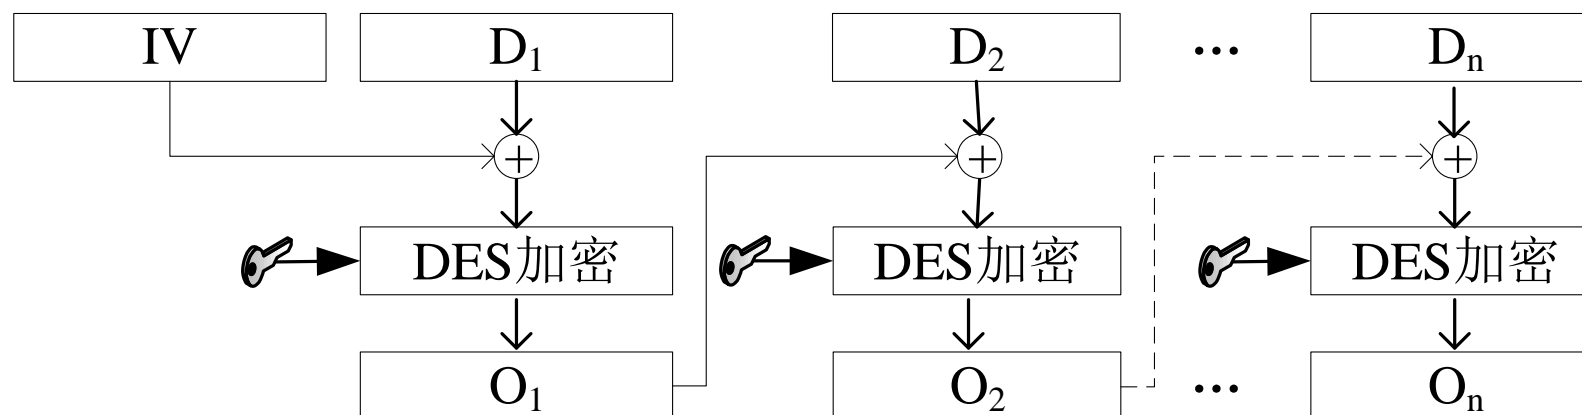 IV D₁ D₂ ... Dₙ
+ + +
DES加密 DES加密 DES加密
O₁ O₂ ... Oₙ